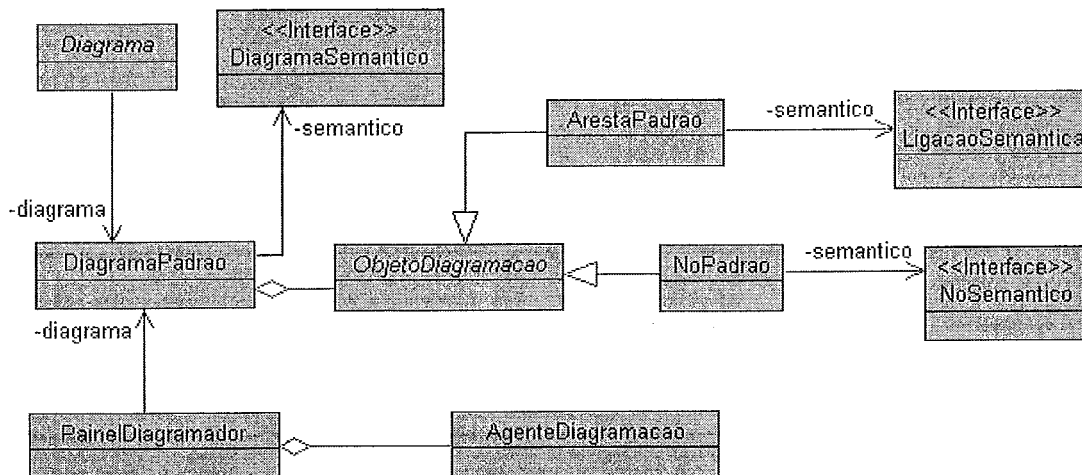 Diagrama
<<Interface>>
DiagramaSemantico
-semantico
ArestaPadrao
-semantico
<<Interface>>
LigacaoSemantica
-diagrama
DiagramaPadrao
ObjetoDiagramacao
NoPadrao
-semantico
<<Interface>>
NoSemantico
-diagrama
PainelDiagramador
AgenteDiagramacao